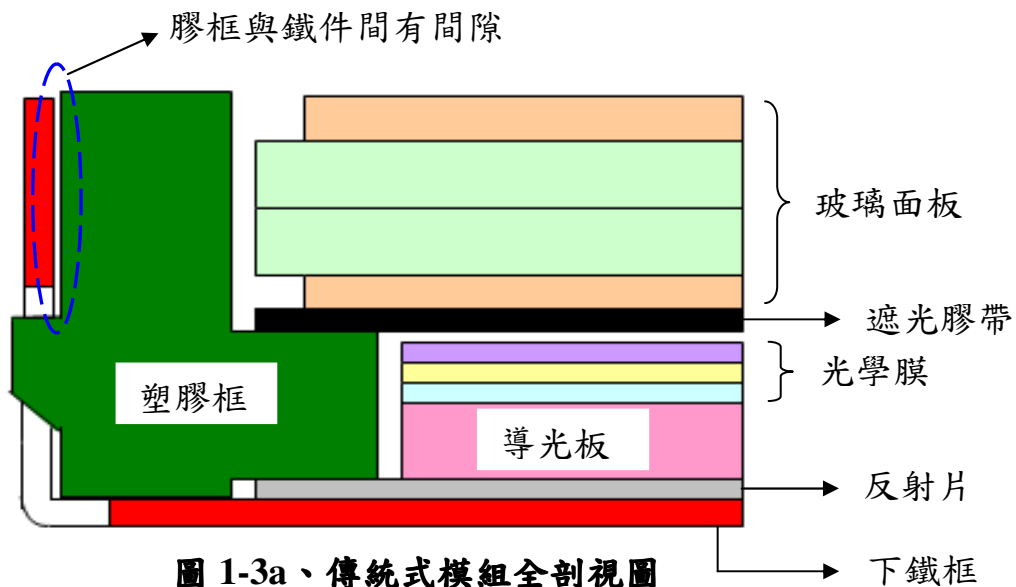 膠框與鐵件間有間隙
玻璃面板
遮光膠帶
光學膜
塑膠框
導光板
反射片
下鐵框
圖 1-3a、傳統式模組全剖視圖